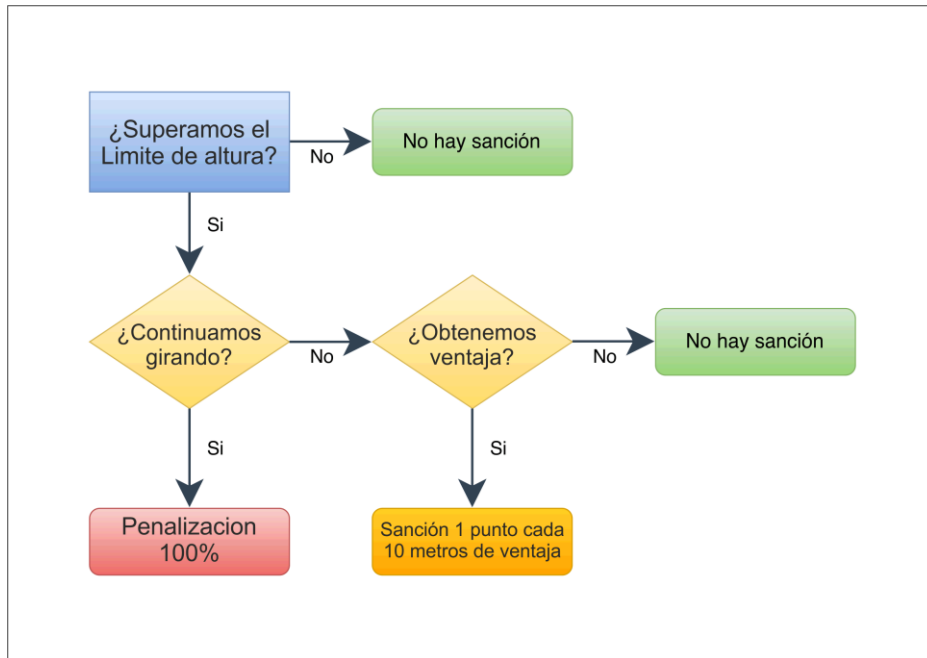 ¿Superamos el
Limite de altura?
No
No hay sanción
Si
¿Continuamos
girando?
No
¿Obtenemos
ventaja?
No
No hay sanción
Si
Si
Penalizacion
100%
Sanción 1 punto cada
10 metros de ventaja